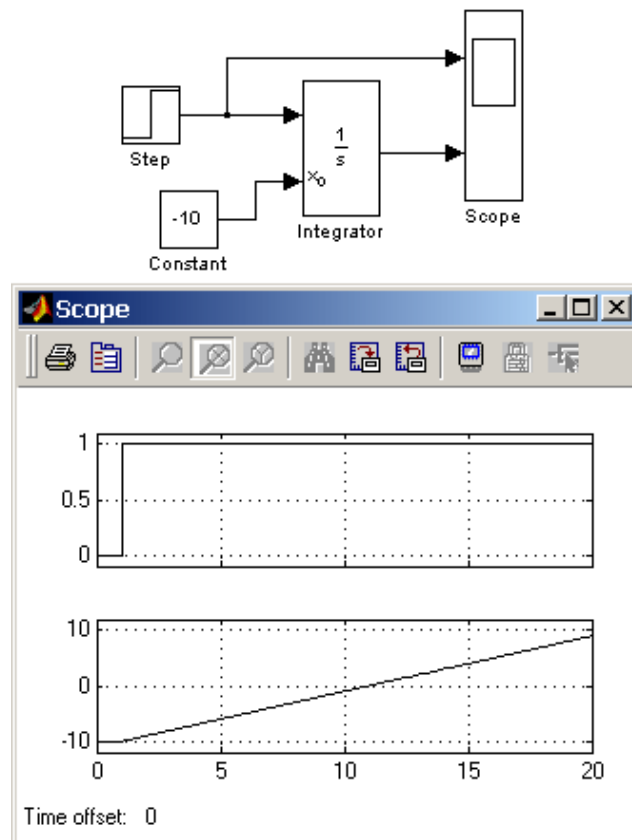 Step
1
s
x0
-10
Constant
Integrator
Scope
Scope
1
0.5
0
10
0
-10
0 5 10 15 20
Time offset: 0